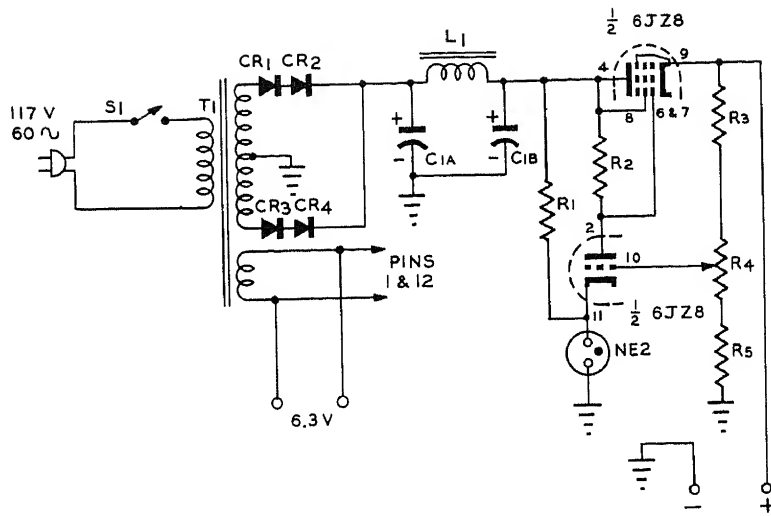 1/2 6JZ8
L1
CR1 CR2
4
9
S1
T1
117 V
60 ~
8
6 & 7
R3
+
+
C1A
C1B
-
-
R2
R1
CR3 CR4
2
PINS
1 & 12
10
R4
11
1/2 6JZ8
NE2
R5
6.3 V
-
+